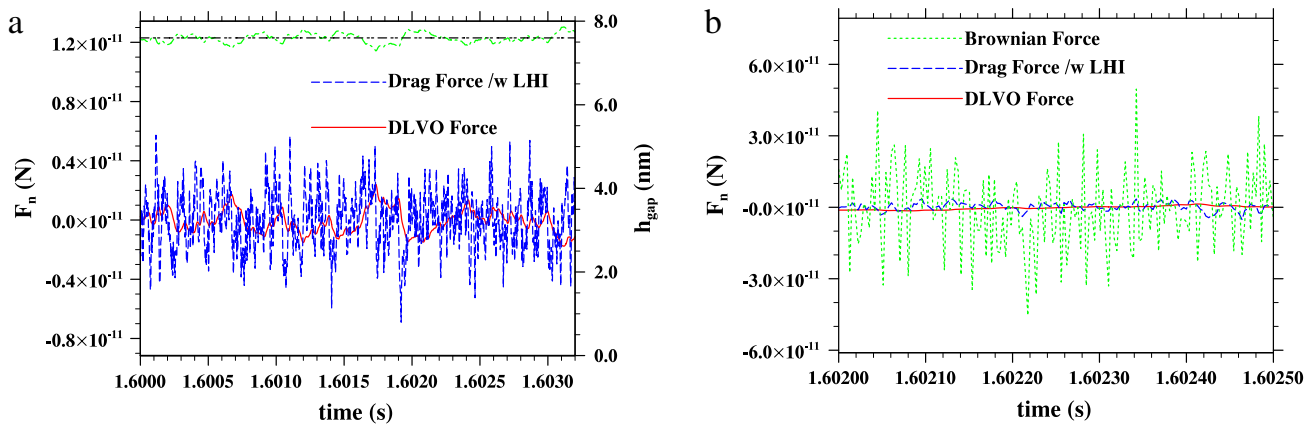 a
1.2×10⁻¹¹
0.8×10⁻¹¹
0.4×10⁻¹¹
0.0×10⁻¹¹
-0.4×10⁻¹¹
-0.8×10⁻¹¹
Fₙ (N)
Drag Force /w LHI
DLVO Force
8.0
6.0
4.0
2.0
0.0
h_gap (nm)
1.6000 1.6005 1.6010 1.6015 1.6020 1.6025 1.6030
time (s)
b
6.0×10⁻¹¹
3.0×10⁻¹¹
-0.0×10⁻¹¹
-3.0×10⁻¹¹
-6.0×10⁻¹¹
Fₙ (N)
Brownian Force
Drag Force /w LHI
DLVO Force
1.60200 1.60210 1.60220 1.60230 1.60240 1.60250
time (s)